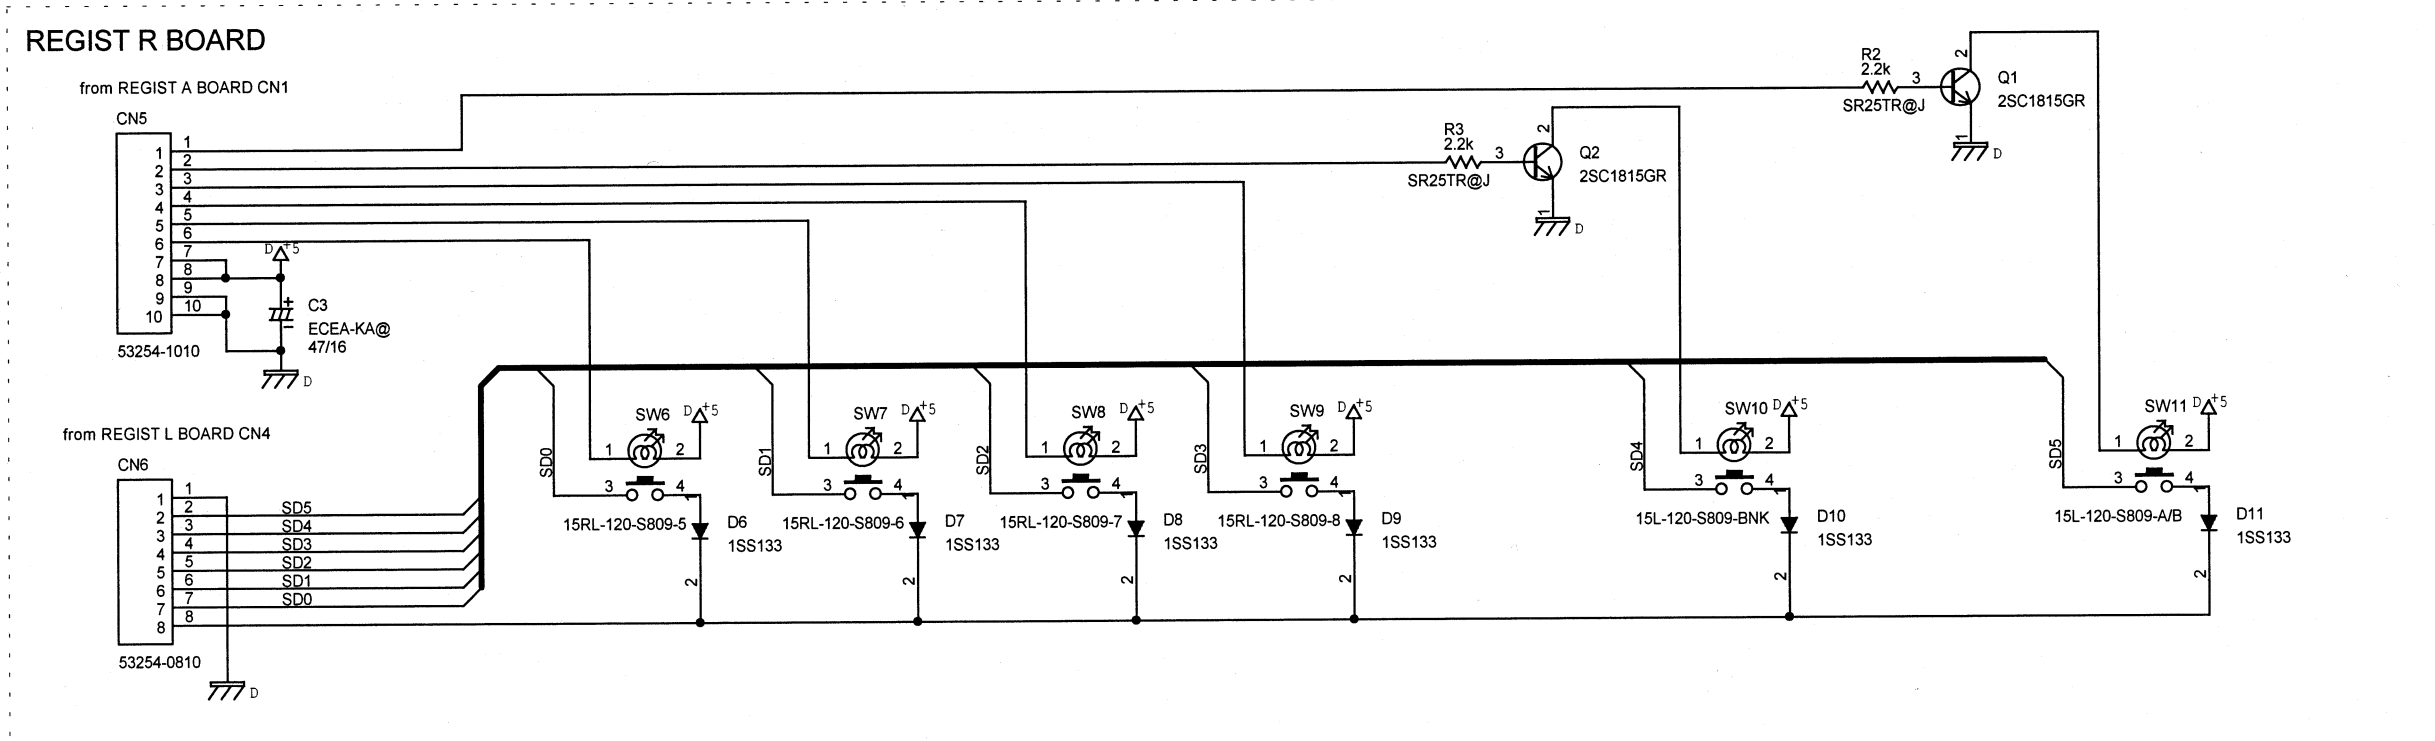 REGIST R BOARD
from REGIST A BOARD CN1
CN5
1 1
2 2
3 3
4 4
5 5
6 6
7 7
8 8
9 9
10 10
53254-1010
D +5
+
C3
ECEA-KA@
47/16
−
D
R3
2.2k
SR25TR@J
3
2
1
Q2
2SC1815GR
D
R2
2.2k
SR25TR@J
3
2
1
Q1
2SC1815GR
D
from REGIST L BOARD CN4
CN6
1 1
2 2 SD5
3 3 SD4
4 4 SD3
5 5 SD2
6 6 SD1
7 7 SD0
8 8
53254-0810
D
SD0
SW6
D +5
1 2
3 4
15RL-120-S809-5
D6
1SS133
2
SD1
SW7
D +5
1 2
3 4
15RL-120-S809-6
D7
1SS133
2
SD2
SW8
D +5
1 2
3 4
15RL-120-S809-7
D8
1SS133
2
SD3
SW9
D +5
1 2
3 4
15RL-120-S809-8
D9
1SS133
2
SD4
SW10
D +5
1 2
3 4
15L-120-S809-BNK
D10
1SS133
2
SD5
SW11
D +5
1 2
3 4
15L-120-S809-A/B
D11
1SS133
2